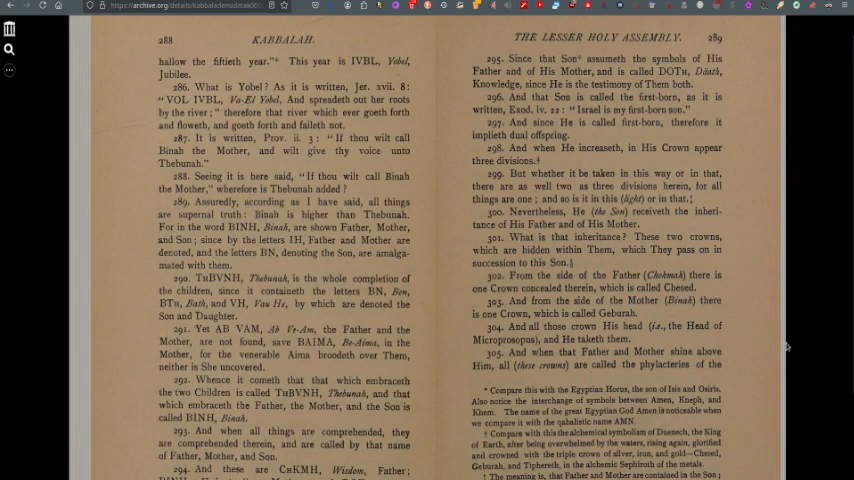 https://archive.org/details/kabbaladenudatak000
288 KABBALAH.
hallow the fiftieth year."* This year is IVBL, Yobel,
Jubilee.
286. What is Yobel? As it is written, Jer. xvii. 8:
"VOL IVBL, Va-El Yobel, And spreadeth out her roots
by the river;" therefore that river which ever goeth forth
and floweth, and goeth forth and faileth not.
287. It is written, Prov. ii. 3: "If thou wilt call
Binah the Mother, and wilt give thy voice unto
Thebunah."
288. Seeing it is here said, "If thou wilt call Binah
the Mother," wherefore is Thebunah added?
289. Assuredly, according as I have said, all things
are supernal truth: Binah is higher than Thebunah.
For in the word BINH, Binah, are shown Father, Mother,
and Son; since by the letters IH, Father and Mother are
denoted, and the letters BN, denoting the Son, are amalga-
mated with them.
290. THBVNH, Thebunah, is the whole completion of
the children, since it containeth the letters BN, Ben,
BTH, Bath, and VH, Vau He, by which are denoted the
Son and Daughter.
291. Yet AB VAM, Ab Ve-Am, the Father and the
Mother, are not found, save BAIMA, Be-Aima, in the
Mother, for the venerable Aima broodeth over Them,
neither is She uncovered.
292. Whence it cometh that that which embraceth
the two Children is called THBVNH, Thebunah, and that
which embraceth the Father, the Mother, and the Son is
called BINH, Binah.
293. And when all things are comprehended, they
are comprehended therein, and are called by that name
of Father, Mother, and Son.
294. And these are CHKMH, Wisdom, Father;
THE LESSER HOLY ASSEMBLY. 289
295. Since that Son* assumeth the symbols of His
Father and of His Mother, and is called DOTH, Däath,
Knowledge, since He is the testimony of Them both.
296. And that Son is called the first-born, as it is
written, Exod. iv. 22: "Israel is my first-born son."
297. And since He is called first-born, therefore it
implieth dual offspring.
298. And when He increaseth, in His Crown appear
three divisions.†
299. But whether it be taken in this way or in that,
there are as well two as three divisions herein, for all
things are one; and so is it in this (light) or in that.‡
300. Nevertheless, He (the Son) receiveth the inheri-
tance of His Father and of His Mother.
301. What is that inheritance? These two crowns,
which are bidden within Them, which They pass on in
succession to this Son.§
302. From the side of the Father (Chokmah) there is
one Crown concealed therein, which is called Chesed.
303. And from the side of the Mother (Binah) there
is one Crown, which is called Geburah.
304. And all those crown His head (i.e., the Head of
Microprosopus), and He taketh them.
305. And when that Father and Mother shine above
Him, all (these crowns) are called the phylacteries of the
* Compare this with the Egyptian Horus, the son of Isis and Osiris.
Also notice the interchange of symbols between Amen, Kneph, and
Khem. The name of the great Egyptian God Amen is noticeable when
we compare it with the qabalistic name AMN.
† Compare with this the alchemical symbolism of Duenech, the King
of Earth, after being overwhelmed by the waters, rising again, glorified
and crowned with the triple crown of silver, iron, and gold—Chesed,
Geburah, and Tiphereth, in the alchemic Sephiroth of the metals.
‡ The meaning is, that Father and Mother are contained in the Son;